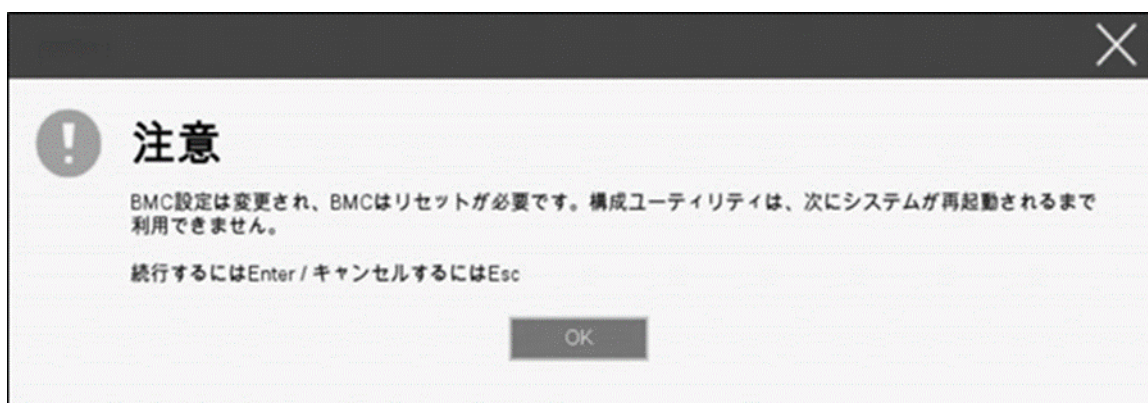 注意
BMC設定は変更され、BMCはリセットが必要です。構成ユーティリティは、次にシステムが再起動されるまで
利用できません。
続行するにはEnter / キャンセルするにはEsc
OK